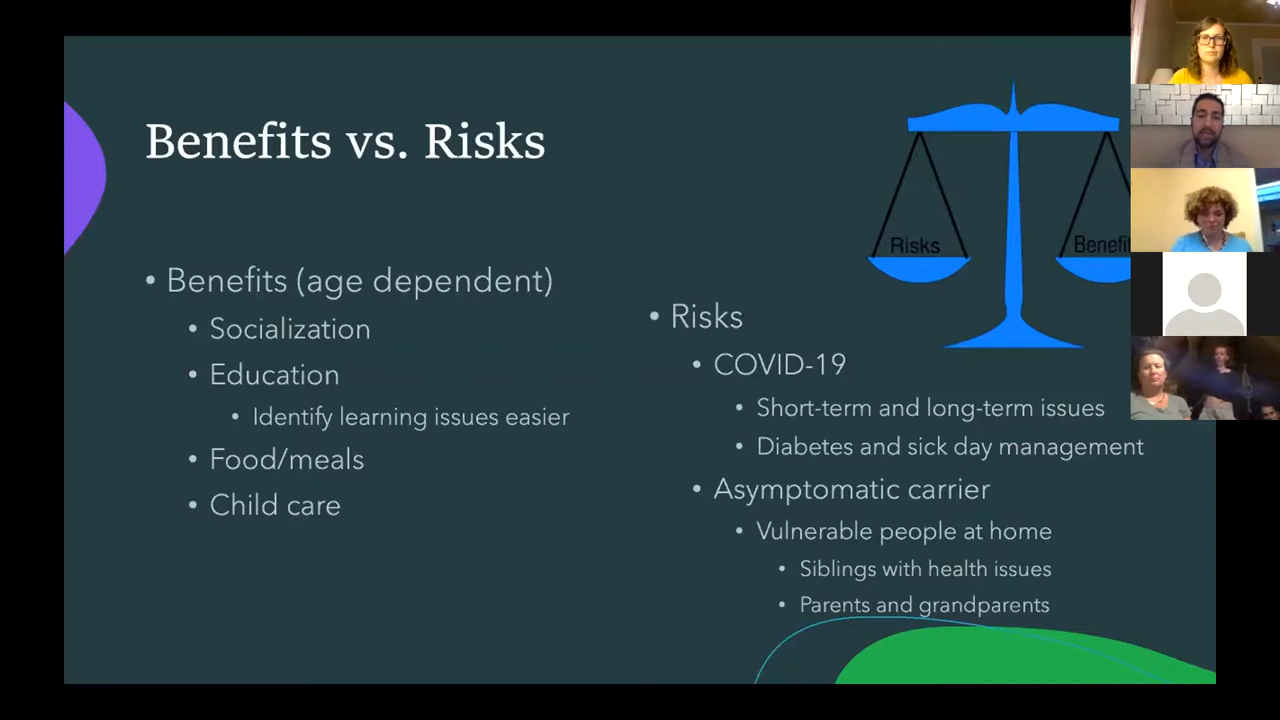 Benefits vs. Risks
Risks
• Benefits (age dependent)
• Socialization
• Education
• Identify learning issues easier
• Food/meals
• Child care
• Risks
• COVID-19
• Short-term and long-term issues
• Diabetes and sick day management
• Asymptomatic carrier
• Vulnerable people at home
• Siblings with health issues
• Parents and grandparents